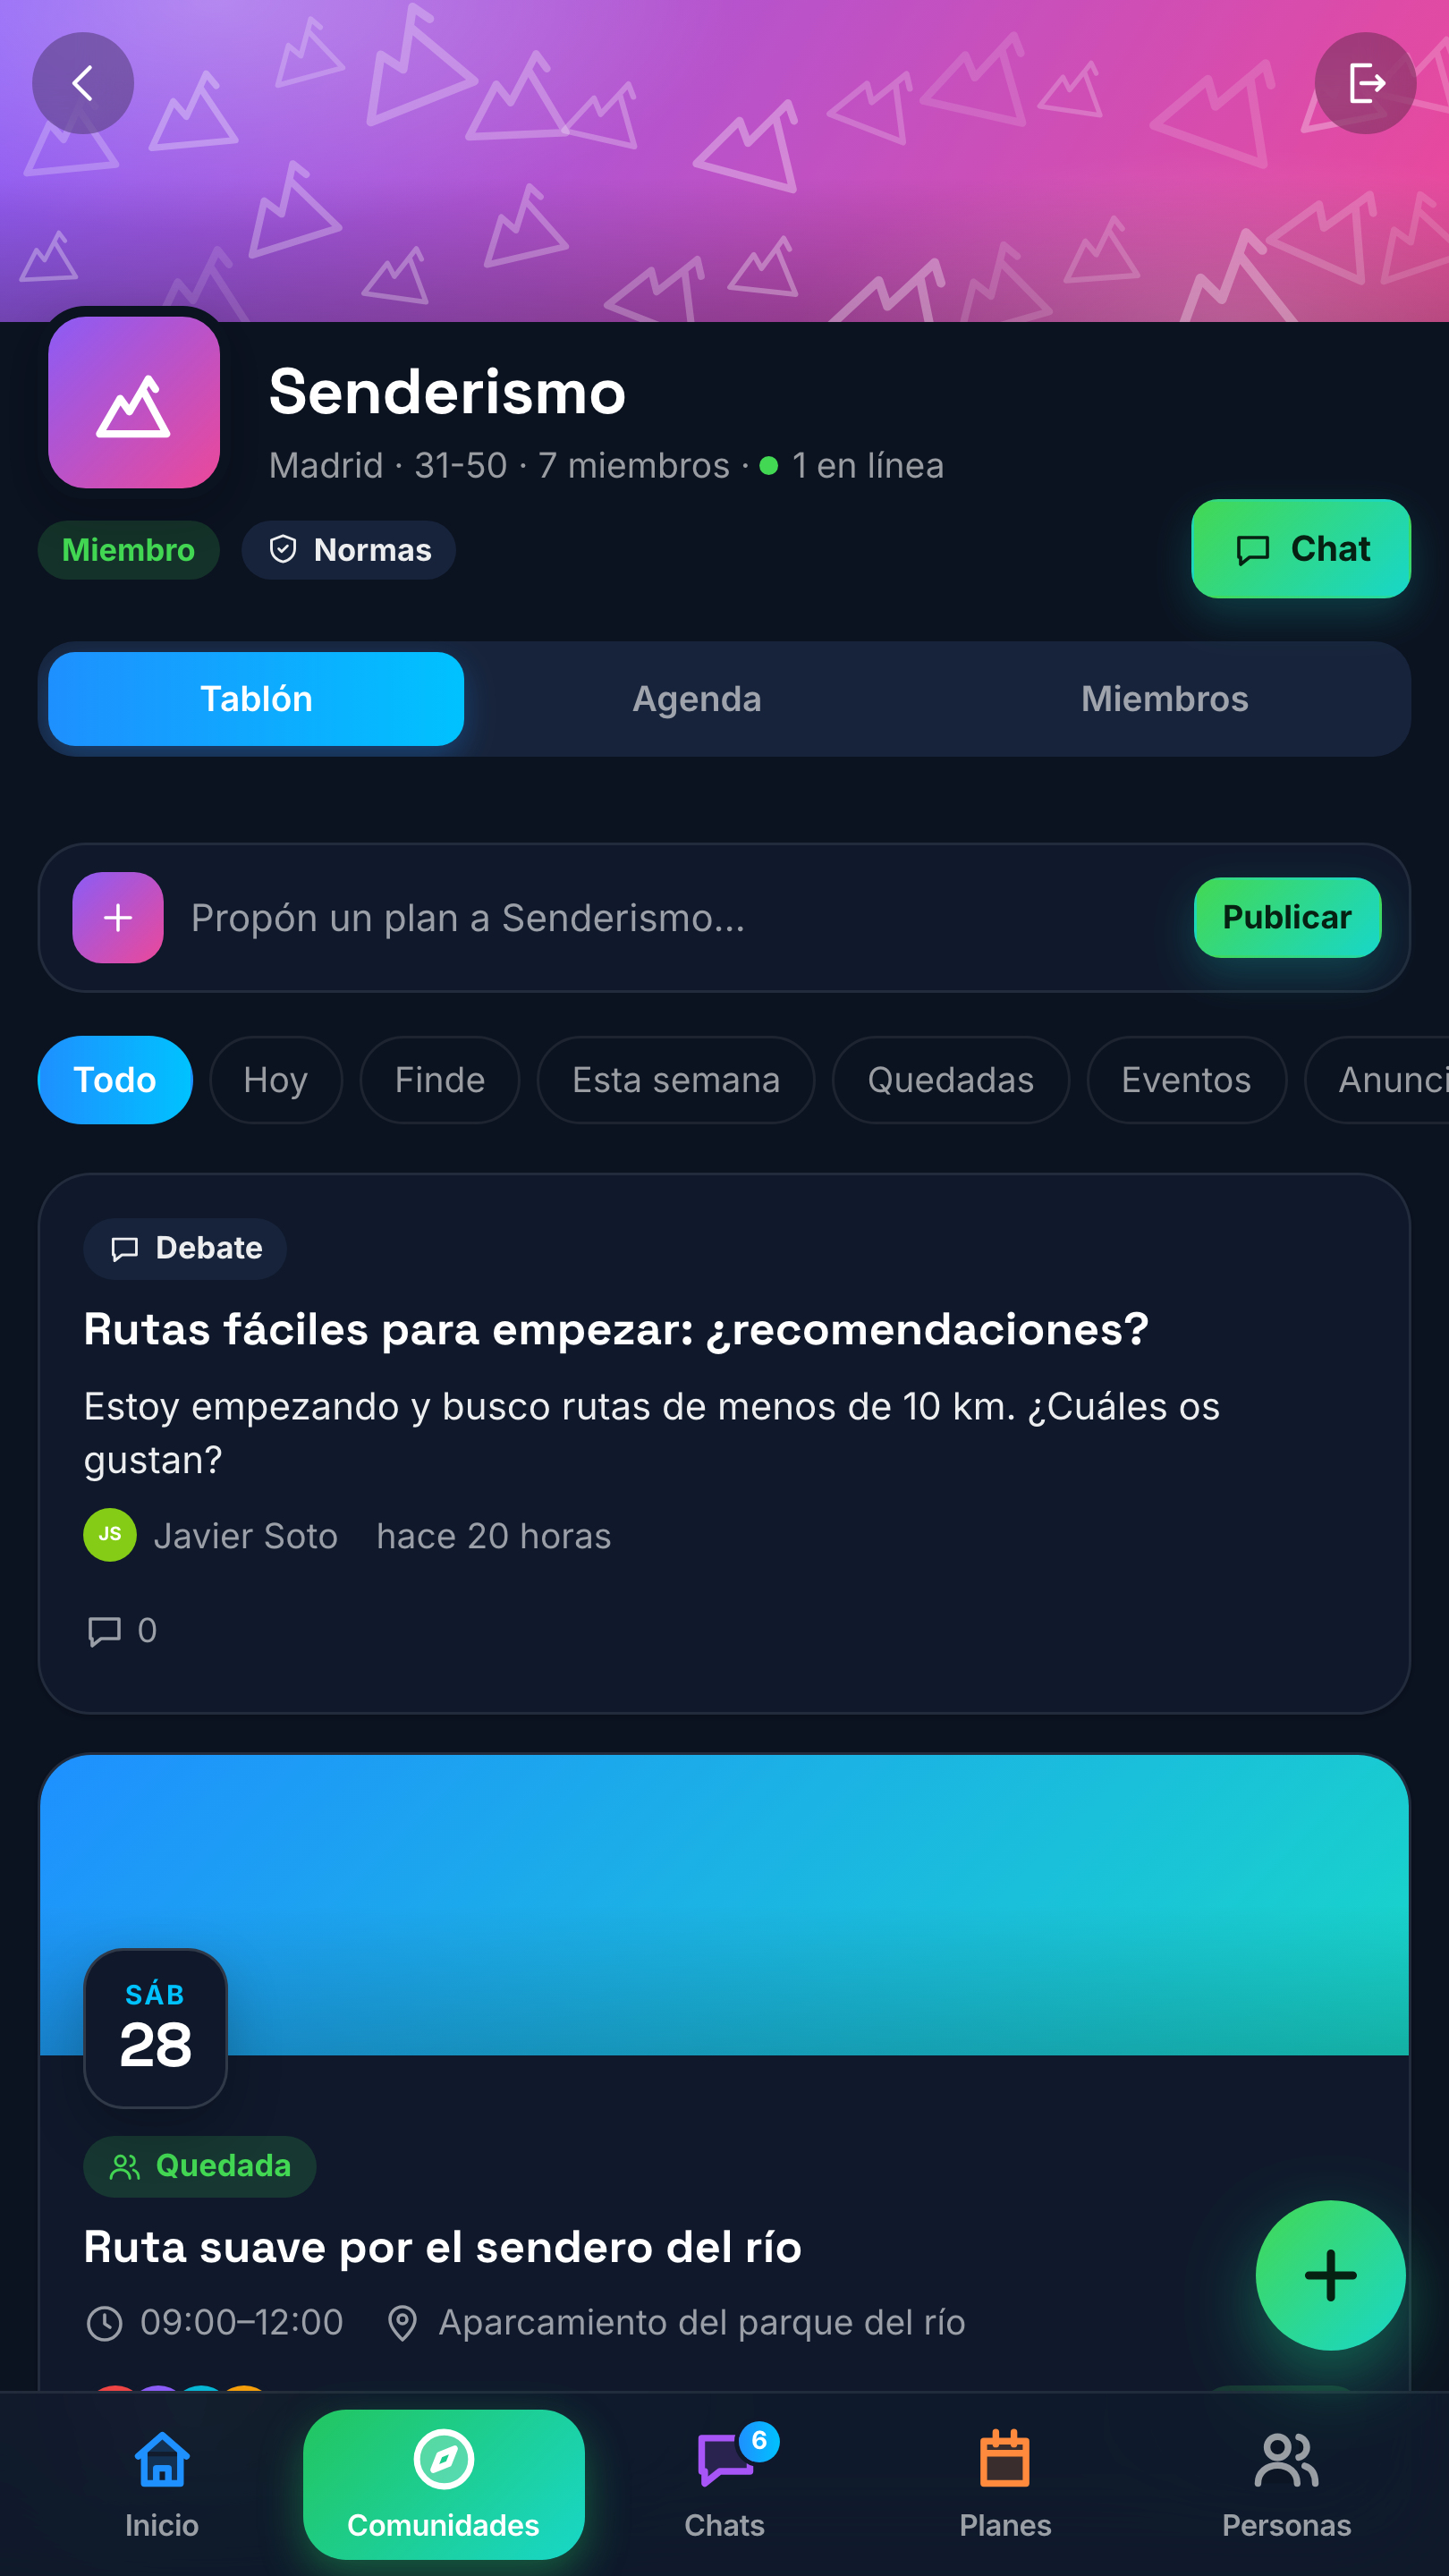 Senderismo
Madrid · 31-50 · 7 miembros · 1 en línea
Miembro
Normas
Chat
Tablón
Agenda
Miembros
Propón un plan a Senderismo...
Publicar
Todo
Hoy
Finde
Esta semana
Quedadas
Eventos
Anunci
Debate
Rutas fáciles para empezar: ¿recomendaciones?
Estoy empezando y busco rutas de menos de 10 km. ¿Cuáles os
gustan?
JS
Javier Soto
hace 20 horas
0
SÁB
28
Quedada
Ruta suave por el sendero del río
09:00–12:00
Aparcamiento del parque del río
Inicio
Comunidades
6
Chats
Planes
Personas